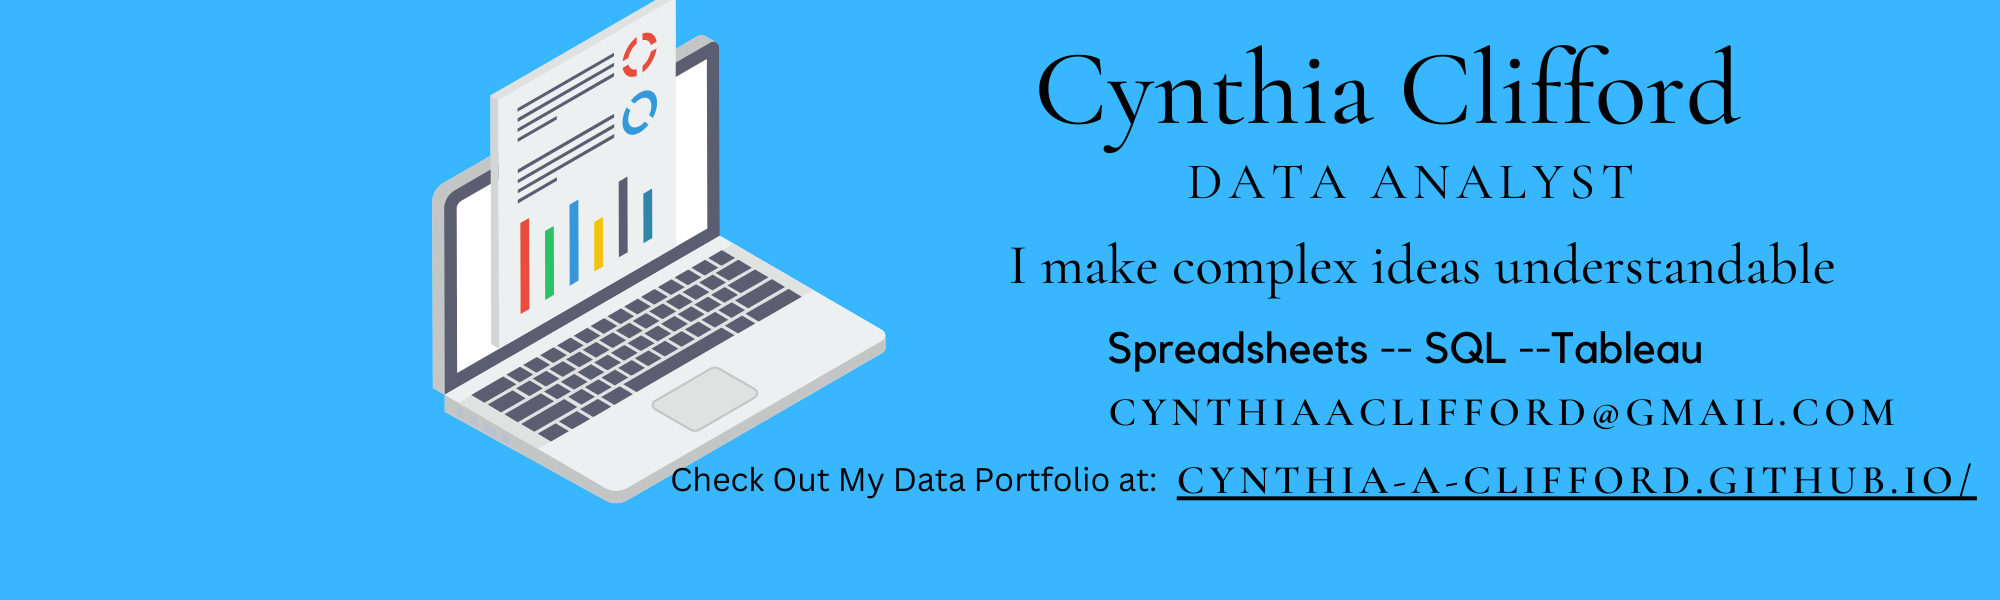 Cynthia Clifford
DATA ANALYST
I make complex ideas understandable
Spreadsheets -- SQL --Tableau
CYNTHIAACLIFFORD@GMAIL.COM
Check Out My Data Portfolio at: CYNTHIA-A-CLIFFORD.GITHUB.IO/